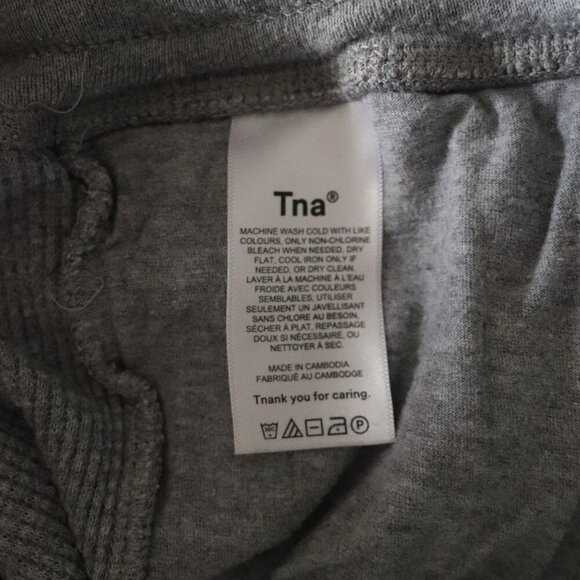 Tna®
MACHINE WASH COLD WITH LIKE
COLOURS, ONLY NON-CHLORINE
BLEACH WHEN NEEDED. DRY
FLAT, COOL IRON ONLY IF
NEEDED, OR DRY CLEAN.
LAVER À LA MACHINE À L'EAU
FROIDE AVEC COULEURS
SEMBLABLES, UTILISER
SEULEMENT UN JAVELLISANT
SANS CHLORE AU BESOIN,
SÉCHER À PLAT, REPASSAGE
DOUX SI NÉCESSAIRE, OU
NETTOYER À SEC.
MADE IN CAMBODIA
FABRIQUÉ AU CAMBODGE
Tnank you for caring.
30C P